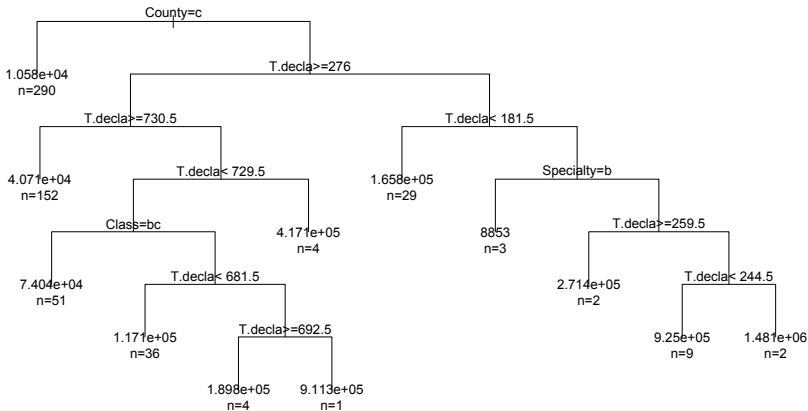 County=c
1.058e+04
n=290
T.decla>=276
T.decla>=730.5
T.decla< 181.5
4.071e+04
n=152
T.decla< 729.5
1.658e+05
n=29
Specialty=b
Class=bc
4.171e+05
n=4
8853
n=3
T.decla>=259.5
7.404e+04
n=51
T.decla< 681.5
2.714e+05
n=2
T.decla< 244.5
1.171e+05
n=36
T.decla>=692.5
9.25e+05
n=9
1.481e+06
n=2
1.898e+05
n=4
9.113e+05
n=1